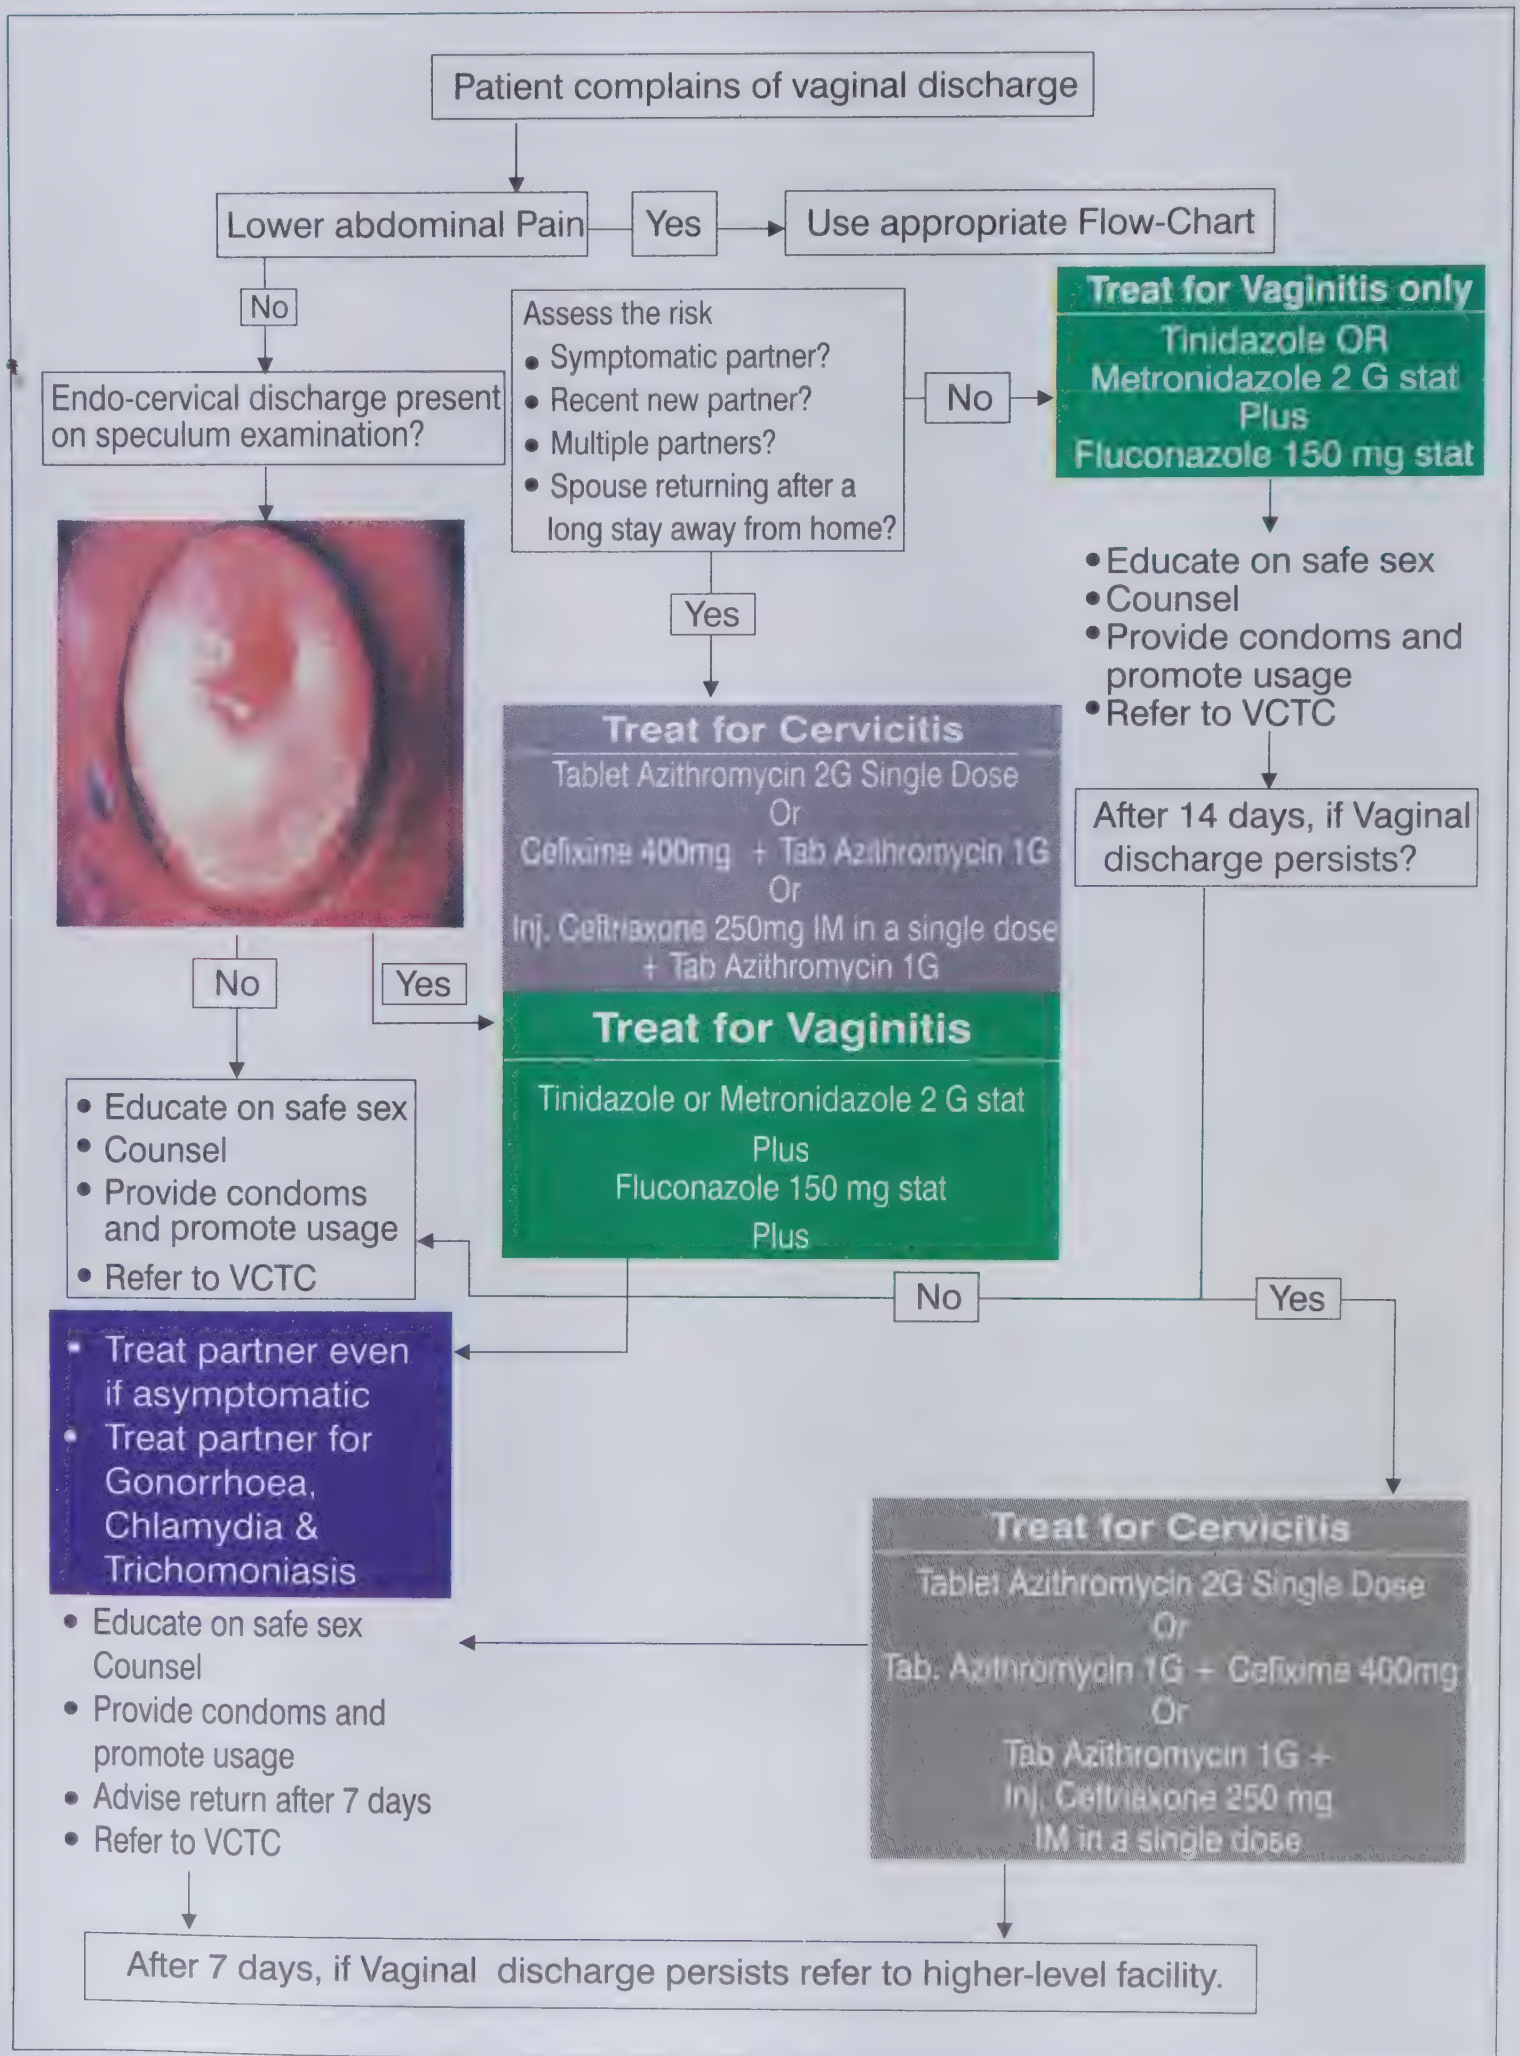 Patient complains of vaginal discharge
Lower abdominal Pain
Yes
Use appropriate Flow-Chart
No
Endo-cervical discharge present
on speculum examination?
Assess the risk
• Symptomatic partner?
• Recent new partner?
• Multiple partners?
• Spouse returning after a
long stay away from home?
No
Treat for Vaginitis only
Tinidazole OR
Metronidazole 2 G stat
Plus
Fluconazole 150 mg stat
• Educate on safe sex
• Counsel
• Provide condoms and
promote usage
• Refer to VCTC
After 14 days, if Vaginal
discharge persists?
Yes
Treat for Cervicitis
Tablet Azithromycin 2G Single Dose
Or
Cefixime 400mg + Tab Azithromycin 1G
Or
Inj. Ceftriaxone 250mg IM in a single dose
+ Tab Azithromycin 1G
Treat for Vaginitis
Tinidazole or Metronidazole 2 G stat
Plus
Fluconazole 150 mg stat
Plus
No
Yes
• Educate on safe sex
• Counsel
• Provide condoms
and promote usage
• Refer to VCTC
No
Yes
• Treat partner even
if asymptomatic
• Treat partner for
Gonorrhoea,
Chlamydia &
Trichomoniasis
• Educate on safe sex
Counsel
• Provide condoms and
promote usage
• Advise return after 7 days
• Refer to VCTC
Treat for Cervicitis
Tablet Azithromycin 2G Single Dose
Or
Tab. Azithromycin 1G + Cefixime 400mg
Or
Tab Azithromycin 1G +
Inj. Ceftriaxone 250 mg
IM in a single dose
After 7 days, if Vaginal discharge persists refer to higher-level facility.